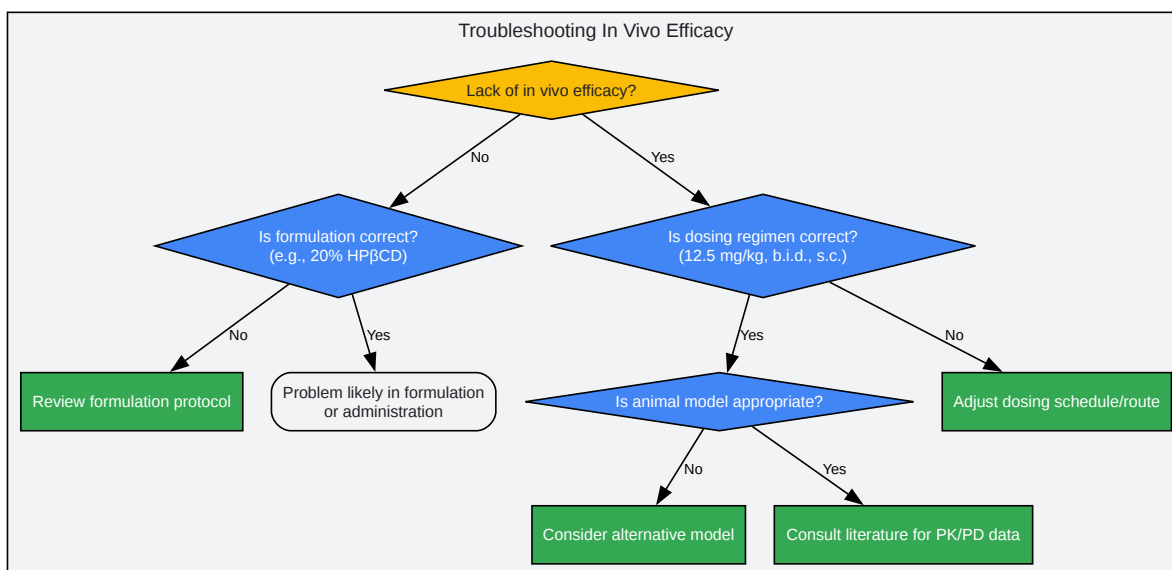 Troubleshooting In Vivo Efficacy
Lack of in vivo efficacy?
No
Yes
Is formulation correct?
(e.g., 20% HPβCD)
Is dosing regimen correct?
(12.5 mg/kg, b.i.d., s.c.)
No
Yes
Yes
No
Review formulation protocol
Problem likely in formulation
or administration
Is animal model appropriate?
Adjust dosing schedule/route
No
Yes
Consider alternative model
Consult literature for PK/PD data